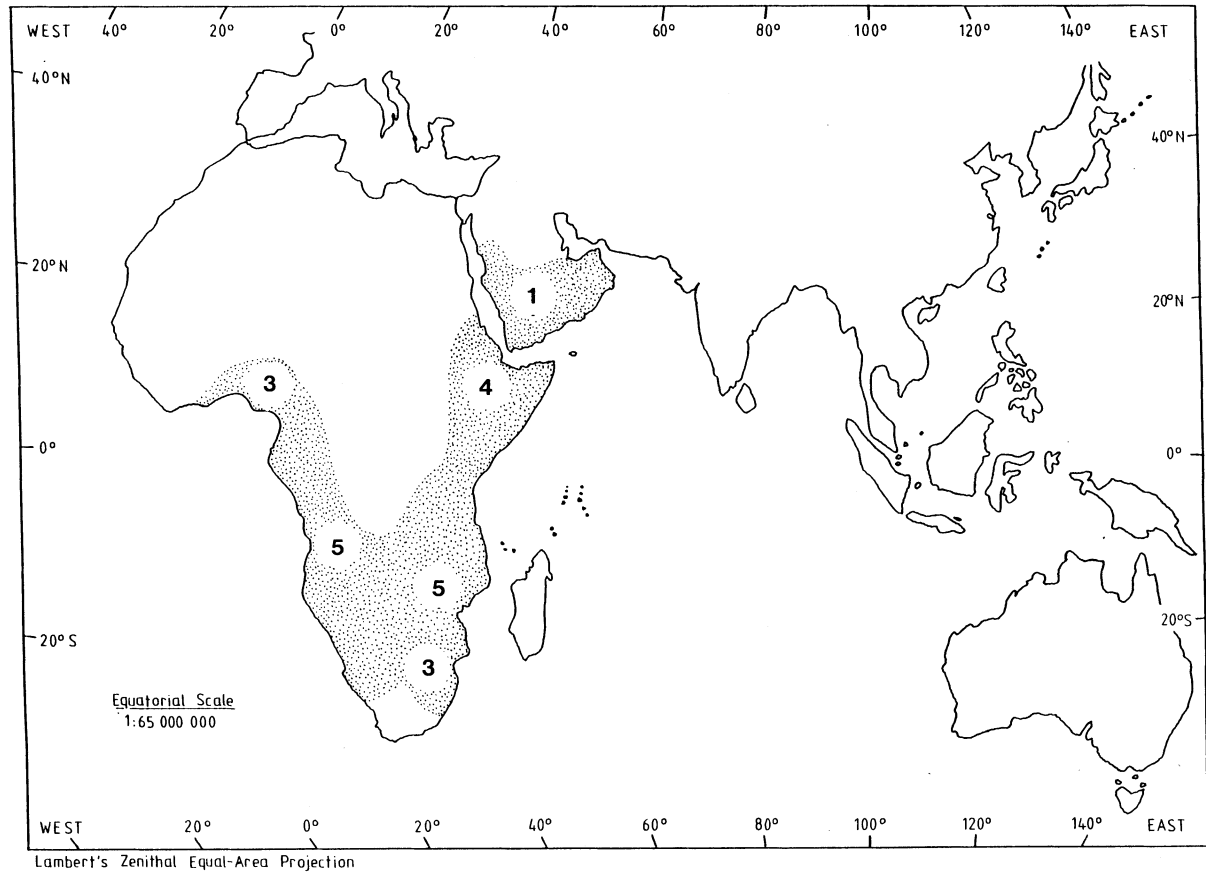 WEST 40° 20° 0° 20° 40° 60° 80° 100° 120° 140° EAST
40°N
40°N
20°N
20°N
1
3
4
0°
0°
5
5
20°S
20°S
3
Equatorial Scale
1:65 000 000
WEST 20° 0° 20° 40° 60° 80° 100° 120° 140° EAST
Lambert's Zenithal Equal-Area Projection